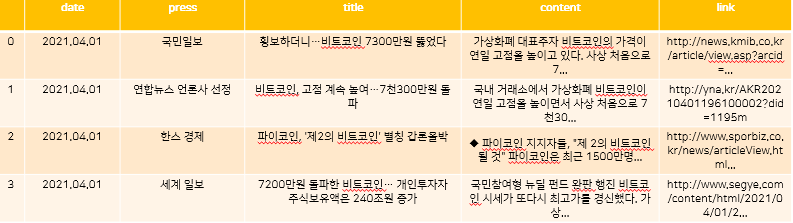 date press title content link
0 2021,04,01 국민일보 횡보하더니…비트코인 7300만원 뚫었다 가상화폐 대표주자 비트코인의 가격이 연일 고점을 높이고 있다. 사상 처음으로 7... http://news.kmib.co.kr/article/view.asp?arcid=...
1 2021,04,01 연합뉴스 언론사 선정 비트코인, 고점 계속 높여…7천300만원 돌파 국내 거래소에서 가상화폐 비트코인이 연일 고점을 높이면서 사상 처음으로 7천30... http://yna.kr/AKR20210401196100002?did=1195m
2 2021,04,01 한스 경제 파이코인, '제2의 비트코인' 별칭 갑론을박 ◆ 파이코인 지지자들, "제 2의 비트코인 될 것" 파이코인은 최근 1500만명... http://www.sporbiz.co.kr/news/articleView.html...
3 2021,04,01 세계 일보 7200만원 돌파한 비트코인… 개인투자자 주식보유액은 240조원 증가 국민참여형 뉴딜 펀드 완판 행진 비트코인 시세가 또다시 최고가를 경신했다. 가상... http://www.segye.com/content/html/2021/04/01/2...